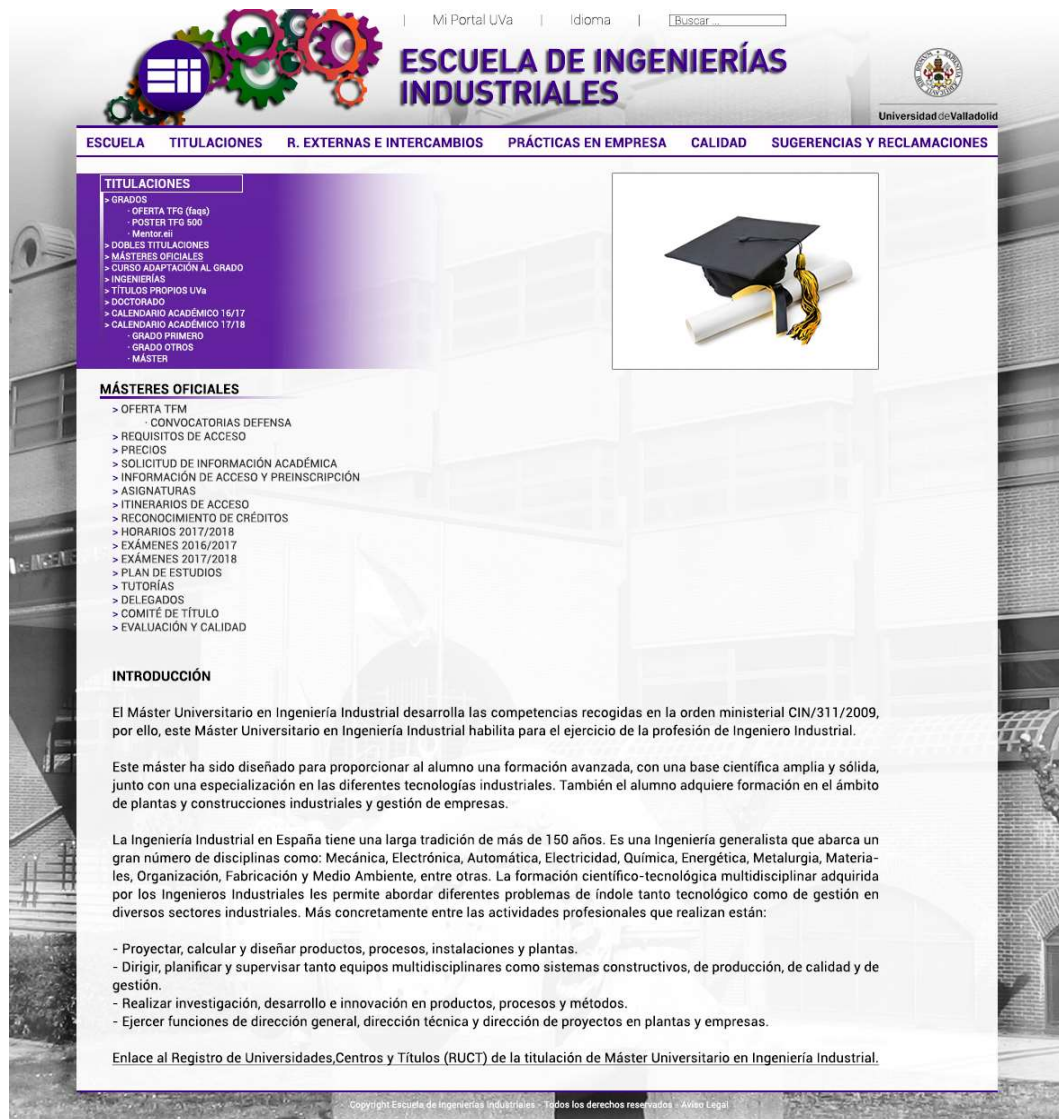 | Mi Portal UVa | Idioma | Buscar ...
eii
ESCUELA DE INGENIERÍAS
INDUSTRIALES
Universidad de Valladolid
ESCUELA TITULACIONES R. EXTERNAS E INTERCAMBIOS PRÁCTICAS EN EMPRESA CALIDAD SUGERENCIAS Y RECLAMACIONES
TITULACIONES
> GRADOS
· OFERTA TFG (faqs)
· POSTER TFG 500
· Mentor.eii
> DOBLES TITULACIONES
> MÁSTERES OFICIALES
> CURSO ADAPTACIÓN AL GRADO
> INGENIERÍAS
> TÍTULOS PROPIOS UVa
> DOCTORADO
> CALENDARIO ACADÉMICO 16/17
> CALENDARIO ACADÉMICO 17/18
· GRADO PRIMERO
· GRADO OTROS
· MÁSTER
MÁSTERES OFICIALES
> OFERTA TFM
· CONVOCATORIAS DEFENSA
> REQUISITOS DE ACCESO
> PRECIOS
> SOLICITUD DE INFORMACIÓN ACADÉMICA
> INFORMACIÓN DE ACCESO Y PREINSCRIPCIÓN
> ASIGNATURAS
> ITINERARIOS DE ACCESO
> RECONOCIMIENTO DE CRÉDITOS
> HORARIOS 2017/2018
> EXÁMENES 2016/2017
> EXÁMENES 2017/2018
> PLAN DE ESTUDIOS
> TUTORÍAS
> DELEGADOS
> COMITÉ DE TÍTULO
> EVALUACIÓN Y CALIDAD
INTRODUCCIÓN
El Máster Universitario en Ingeniería Industrial desarrolla las competencias recogidas en la orden ministerial CIN/311/2009,
por ello, este Máster Universitario en Ingeniería Industrial habilita para el ejercicio de la profesión de Ingeniero Industrial.
Este máster ha sido diseñado para proporcionar al alumno una formación avanzada, con una base científica amplia y sólida,
junto con una especialización en las diferentes tecnologías industriales. También el alumno adquiere formación en el ámbito
de plantas y construcciones industriales y gestión de empresas.
La Ingeniería Industrial en España tiene una larga tradición de más de 150 años. Es una Ingeniería generalista que abarca un
gran número de disciplinas como: Mecánica, Electrónica, Automática, Electricidad, Química, Energética, Metalurgia, Materia-
les, Organización, Fabricación y Medio Ambiente, entre otras. La formación científico-tecnológica multidisciplinar adquirida
por los Ingenieros Industriales les permite abordar diferentes problemas de índole tanto tecnológico como de gestión en
diversos sectores industriales. Más concretamente entre las actividades profesionales que realizan están:
- Proyectar, calcular y diseñar productos, procesos, instalaciones y plantas.
- Dirigir, planificar y supervisar tanto equipos multidisciplinares como sistemas constructivos, de producción, de calidad y de
gestión.
- Realizar investigación, desarrollo e innovación en productos, procesos y métodos.
- Ejercer funciones de dirección general, dirección técnica y dirección de proyectos en plantas y empresas.
Enlace al Registro de Universidades,Centros y Títulos (RUCT) de la titulación de Máster Universitario en Ingeniería Industrial.
Copyright Escuela de Ingenierías Industriales - Todos los derechos reservados - Aviso Legal